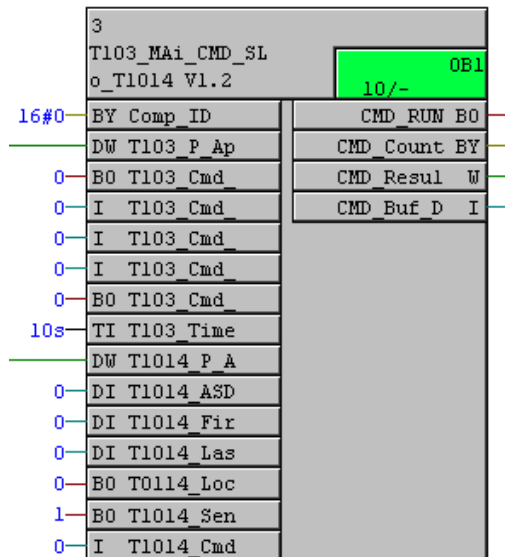 3
T103_MAi_CMD_SL
o_T1014 V1.2
OB1
10/-
16#0 BY Comp_ID CMD_RUN BO
DW T103_P_Ap CMD_Count BY
0 BO T103_Cmd_ CMD_Resul W
0 I T103_Cmd_ CMD_Buf_D I
0 I T103_Cmd_
0 I T103_Cmd_
0 BO T103_Cmd_
10s TI T103_Time
DW T1014_P_A
0 DI T1014_ASD
0 DI T1014_Fir
0 DI T1014_Las
0 BO T0114_Loc
1 BO T1014_Sen
0 I T1014_Cmd